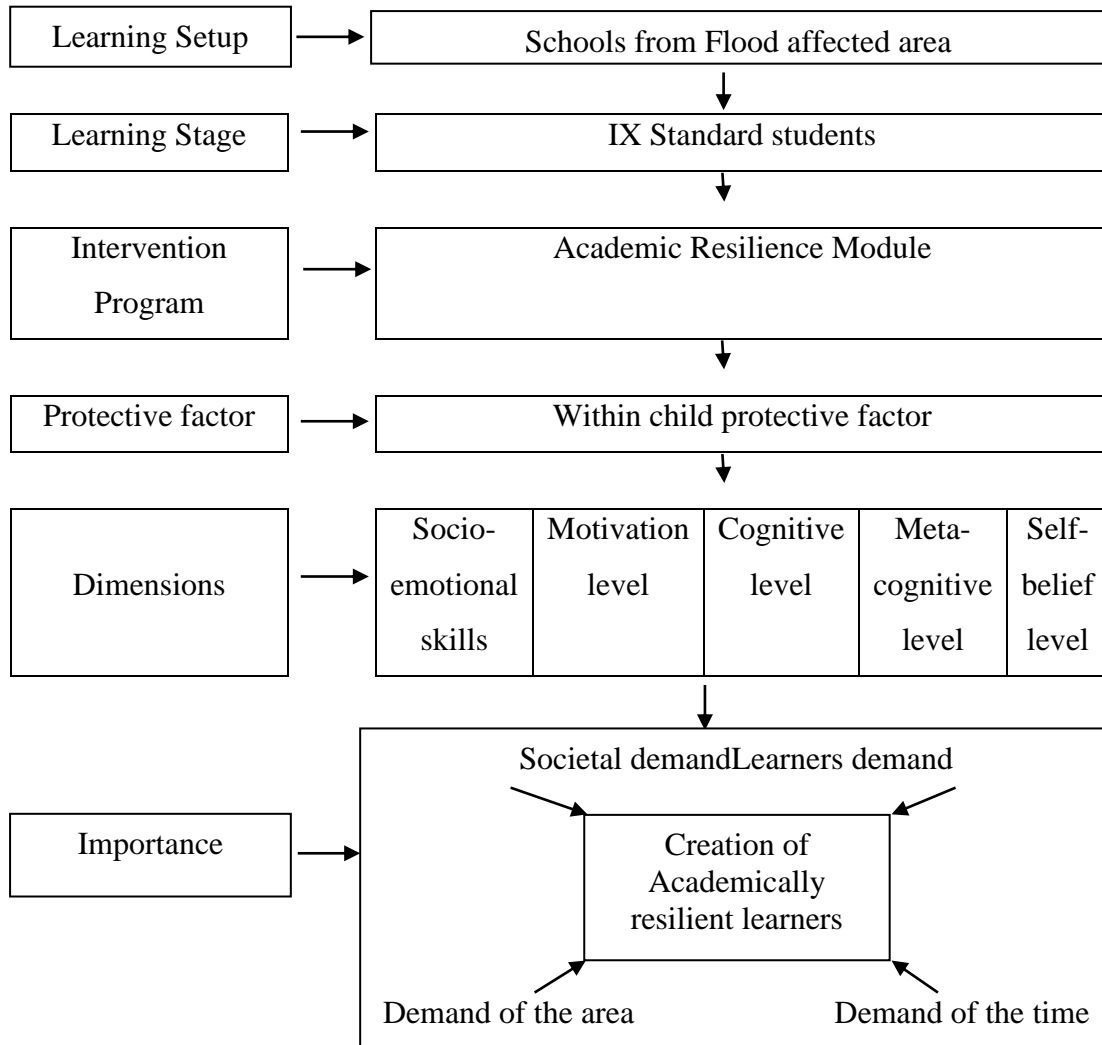 Learning Setup
Schools from Flood affected area
Learning Stage
IX Standard students
Intervention
Program
Academic Resilience Module
Protective factor
Within child protective factor
Dimensions
Socio-
emotional
skills
Motivation
level
Cognitive
level
Meta-
cognitive
level
Self-
belief
level
Importance
Societal demandLearners demand
Creation of
Academically
resilient learners
Demand of the area
Demand of the time